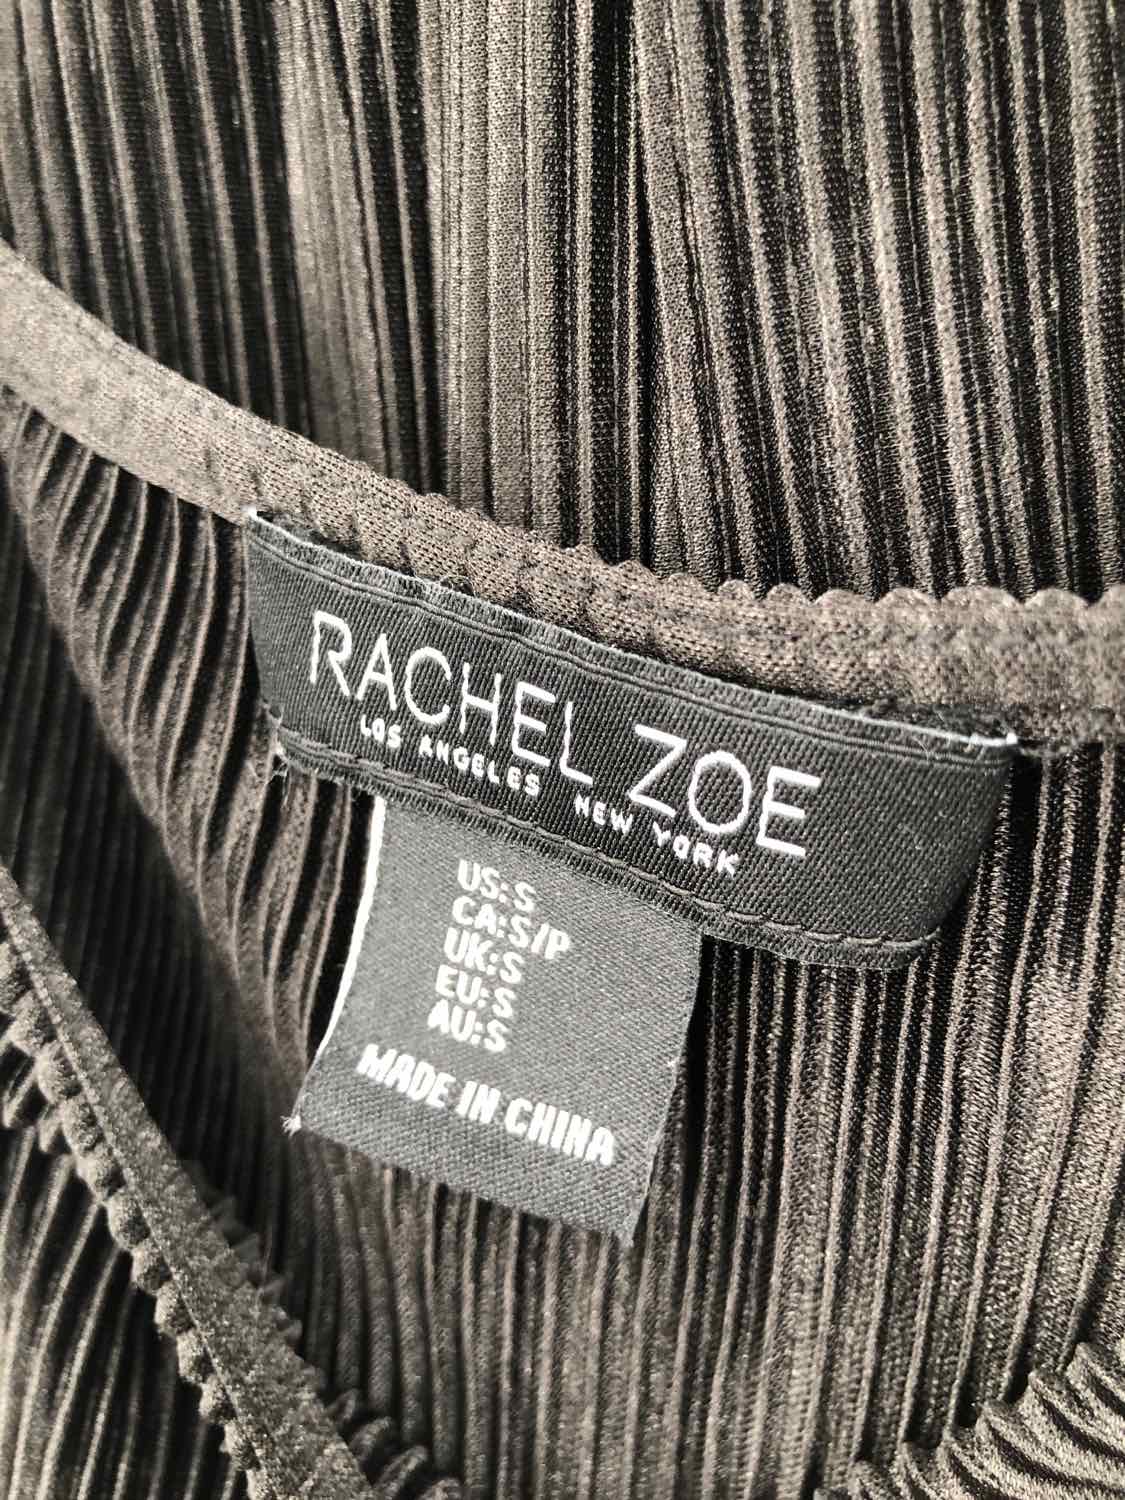 RACHEL ZOE
LOS ANGELES NEW YORK
US:S
CA:S/P
UK:S
EU:S
AU:S
MADE IN CHINA